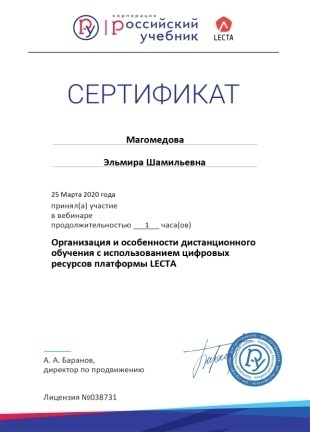 корпорация
российский
учебник
LECTA
СЕРТИФИКАТ
Магомедова
Эльмира Шамильевна
25 Марта 2020 года
принял(а) участие
в вебинаре
продолжительностью 1 часа(ов)
Организация и особенности дистанционного
обучения с использованием цифровых
ресурсов платформы LECTA
А. А. Баранов,
директор по продвижению
Лицензия №038731